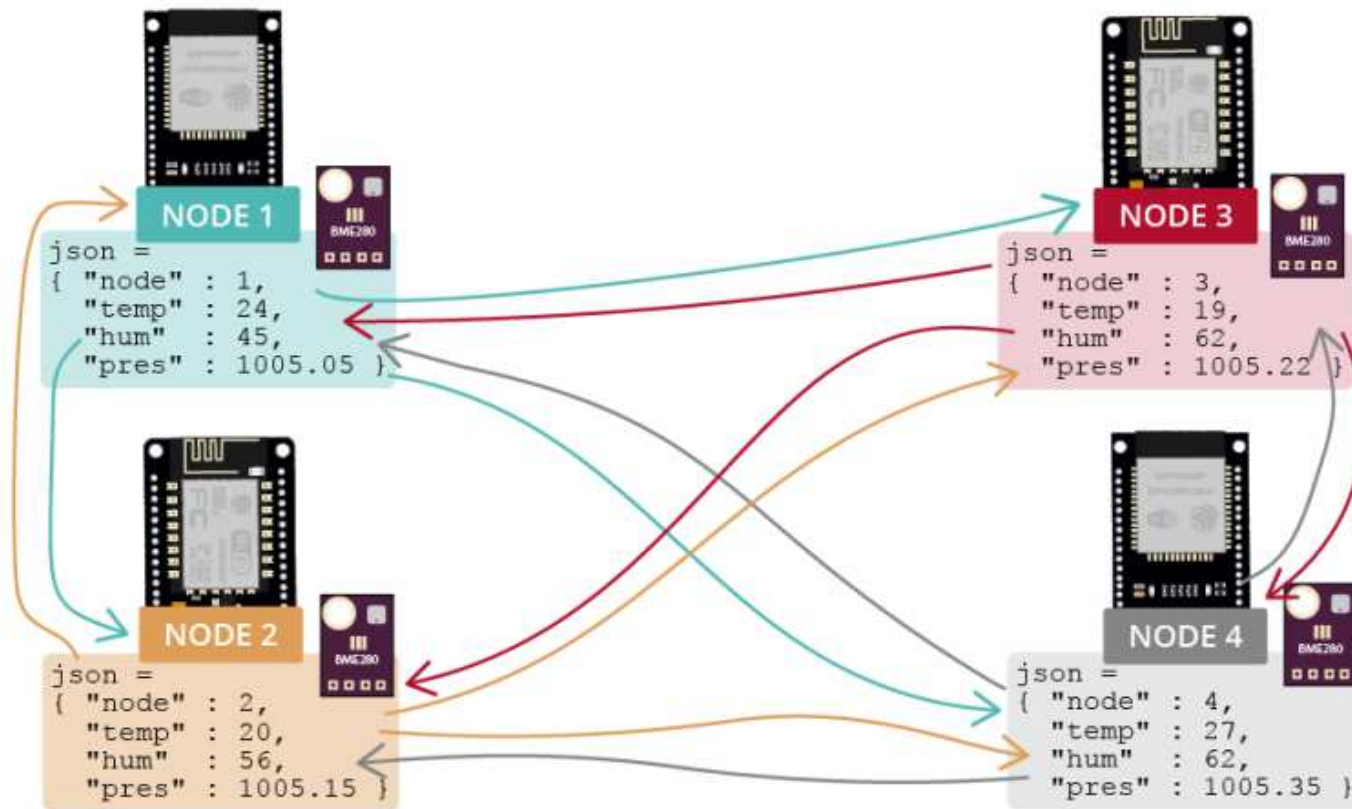 NODE 1
BME280
json =
{ "node" : 1,
"temp" : 24,
"hum" : 45,
"pres" : 1005.05 }
NODE 3
BME280
json =
{ "node" : 3,
"temp" : 19,
"hum" : 62,
"pres" : 1005.22 }
NODE 2
BME280
json =
{ "node" : 2,
"temp" : 20,
"hum" : 56,
"pres" : 1005.15 }
NODE 4
BME280
json =
{ "node" : 4,
"temp" : 27,
"hum" : 62,
"pres" : 1005.35 }